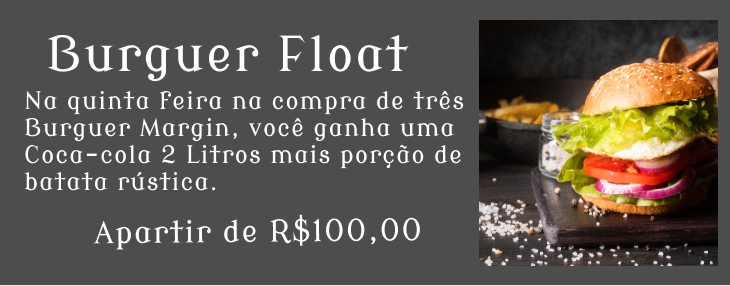 Burguer Float
Na quinta feira na compra de três
Burguer Margin, você ganha uma
Coca-cola 2 Litros mais porção de
batata rústica.
Apartir de R$100,00